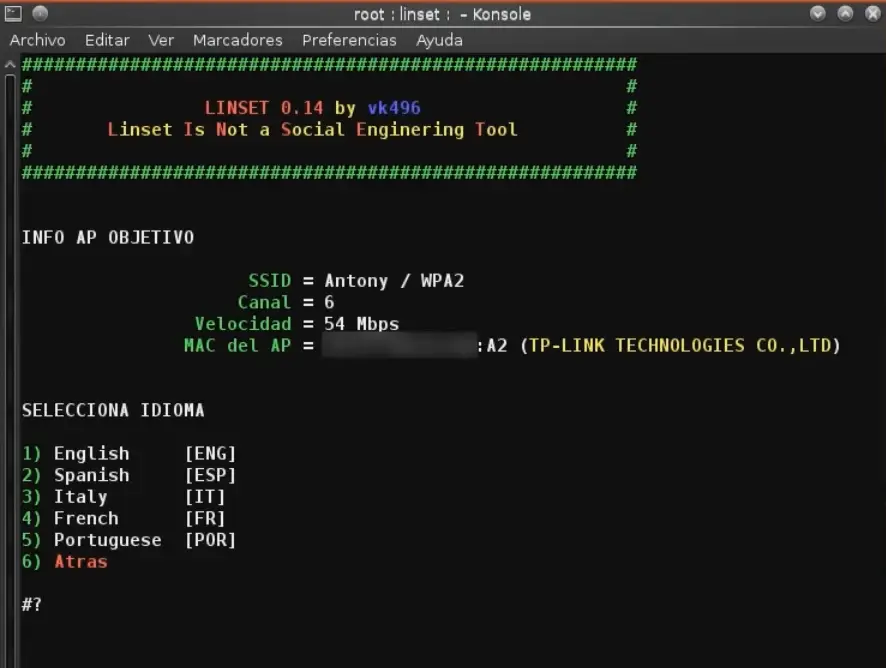 root : linset : – Konsole
Archivo Editar Ver Marcadores Preferencias Ayuda
#########################################################
# #
# LINSET 0.14 by vk496 #
# Linset Is Not a Social Enginering Tool #
# #
#########################################################
INFO AP OBJETIVO
SSID = Antony / WPA2
Canal = 6
Velocidad = 54 Mbps
MAC del AP = :A2 (TP-LINK TECHNOLOGIES CO.,LTD)
SELECCIONA IDIOMA
1) English [ENG]
2) Spanish [ESP]
3) Italy [IT]
4) French [FR]
5) Portuguese [POR]
6) Atras
#?